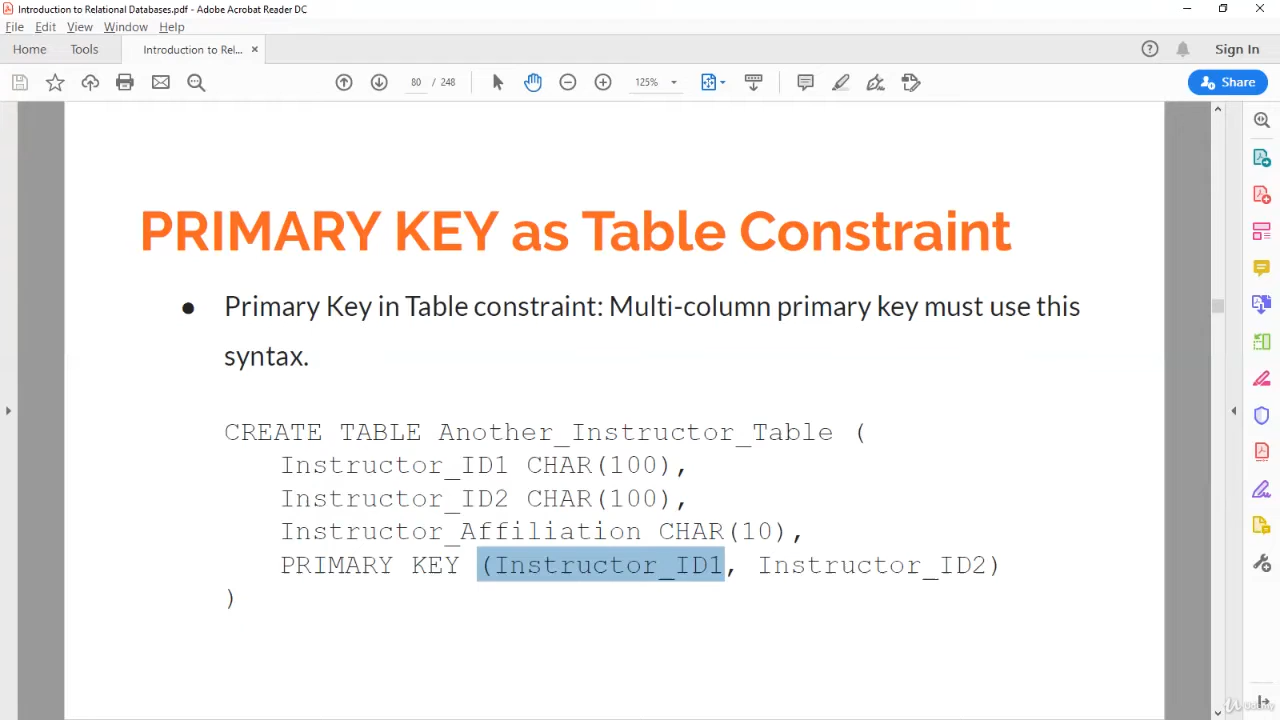 Introduction to Relational Databases.pdf - Adobe Acrobat Reader DC
File Edit View Window Help
Home Tools Introduction to Rel... × Sign In
80 / 248 125% Share
PRIMARY KEY as Table Constraint
● Primary Key in Table constraint: Multi-column primary key must use this
syntax.
CREATE TABLE Another_Instructor_Table (
Instructor_ID1 CHAR(100),
Instructor_ID2 CHAR(100),
Instructor_Affiliation CHAR(10),
PRIMARY KEY (Instructor_ID1, Instructor_ID2)
)
Udemy